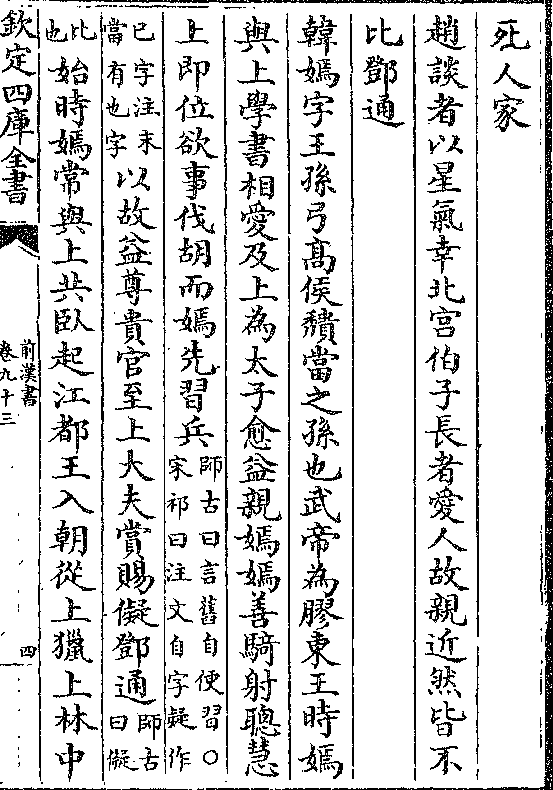 死人家
趙談者以星氣幸北宮伯子長者愛人故親近然皆不
比鄧通
韓嫣字王孫弓髙侯穨當之孫也武帝為膠東王時嫣
與上學書相愛及上為太子愈益親嫣嫣善騎射聰慧
上即位欲事伐胡而嫣先習兵師古曰言舊自便習〇宋祁曰注文自字疑作
已字注末當有也字以故益尊貴官至上大夫賞賜儗鄧通師古曰儗
比也始時嫣常與上共卧起江都王入朝從上獵上林中
欽定四庫全書
前漢書
卷九十三
四